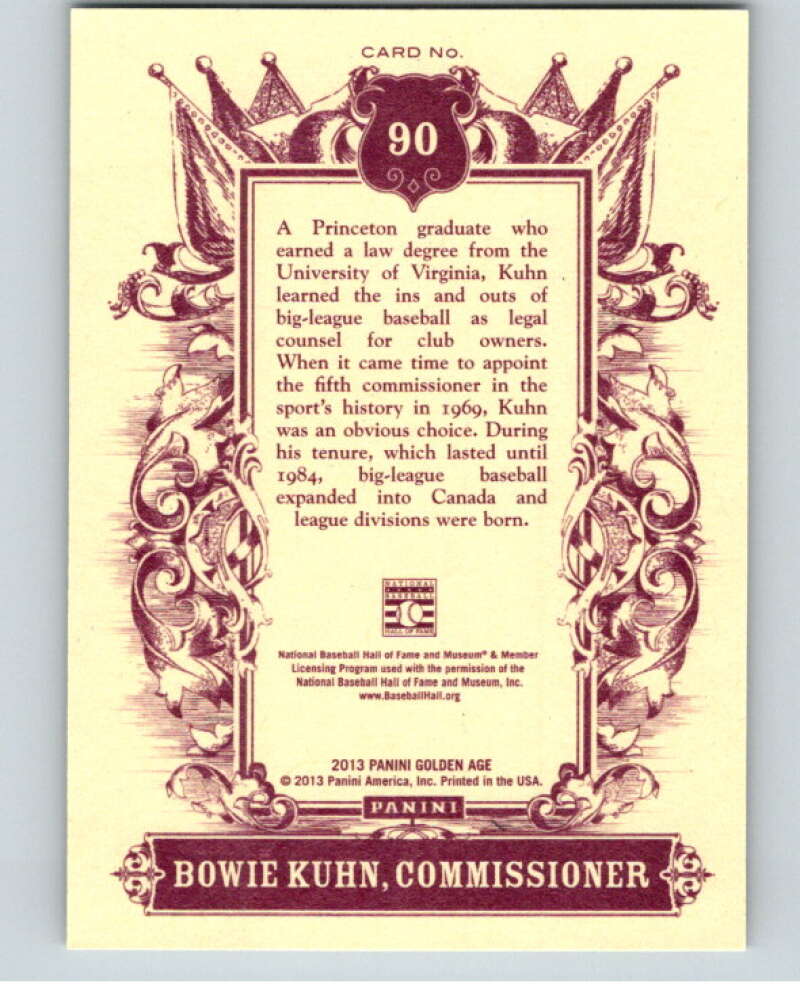 CARD No.
90
A Princeton graduate who
earned a law degree from the
University of Virginia, Kuhn
learned the ins and outs of
big-league baseball as legal
counsel for club owners.
When it came time to appoint
the fifth commissioner in the
sport's history in 1969, Kuhn
was an obvious choice. During
his tenure, which lasted until
1984, big-league baseball
expanded into Canada and
league divisions were born.
NATIONAL
BASEBALL
HALL OF FAME
National Baseball Hall of Fame and Museum® & Member
Licensing Program used with the permission of the
National Baseball Hall of Fame and Museum, Inc.
www.BaseballHall.org
2013 PANINI GOLDEN AGE
© 2013 Panini America, Inc. Printed in the USA.
PANINI
BOWIE KUHN, COMMISSIONER